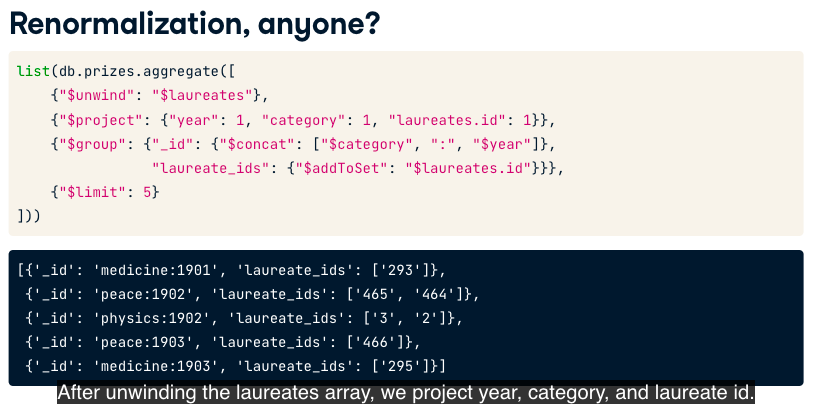 Renormalization, anyone?
list(db.prizes.aggregate([
    {"$unwind": "$laureates"},
    {"$project": {"year": 1, "category": 1, "laureates.id": 1}},
    {"$group": {"_id": {"$concat": ["$category", ":", "$year"]},
                "laureate_ids": {"$addToSet": "$laureates.id"}}},
    {"$limit": 5}
]))
[{'_id': 'medicine:1901', 'laureate_ids': ['293']},
 {'_id': 'peace:1902', 'laureate_ids': ['465', '464']},
 {'_id': 'physics:1902', 'laureate_ids': ['3', '2']},
 {'_id': 'peace:1903', 'laureate_ids': ['466']},
 {'_id': 'medicine:1903', 'laureate_ids': ['295']}]
After unwinding the laureates array, we project year, category, and laureate id.